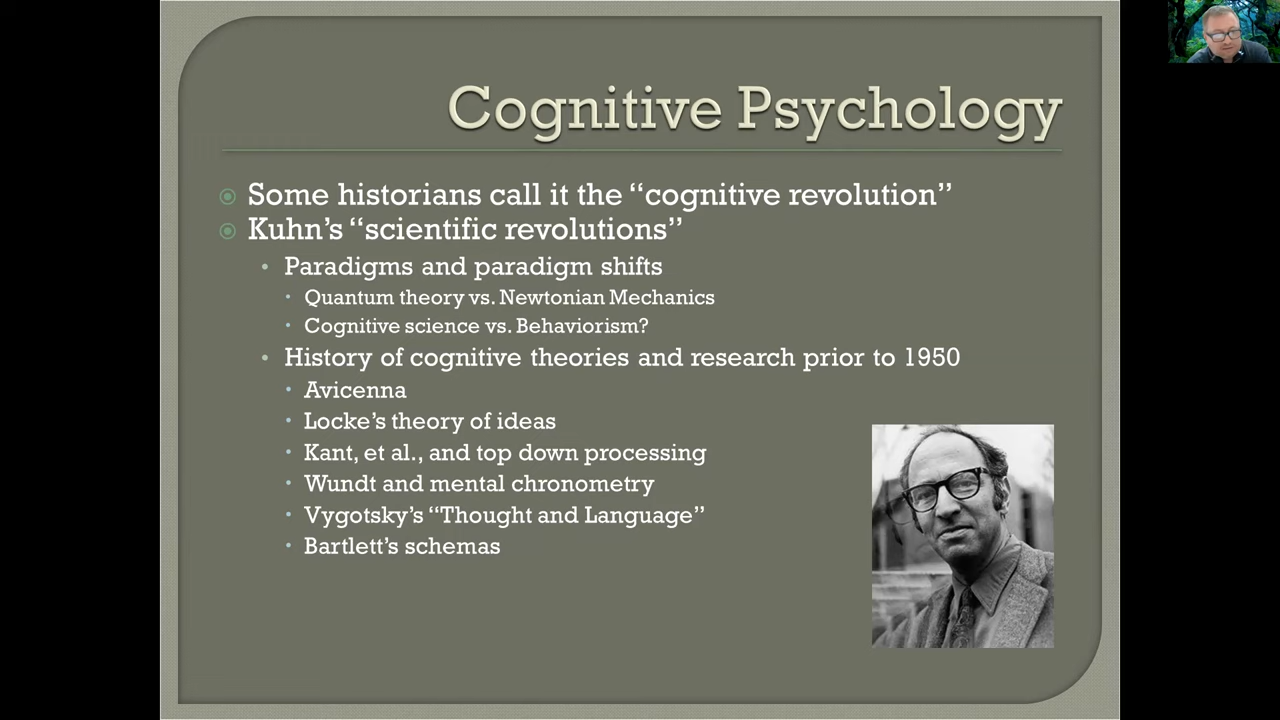 Cognitive Psychology
Some historians call it the “cognitive revolution”
Kuhn’s “scientific revolutions”
Paradigms and paradigm shifts
Quantum theory vs. Newtonian Mechanics
Cognitive science vs. Behaviorism?
History of cognitive theories and research prior to 1950
Avicenna
Locke’s theory of ideas
Kant, et al., and top down processing
Wundt and mental chronometry
Vygotsky’s “Thought and Language”
Bartlett’s schemas